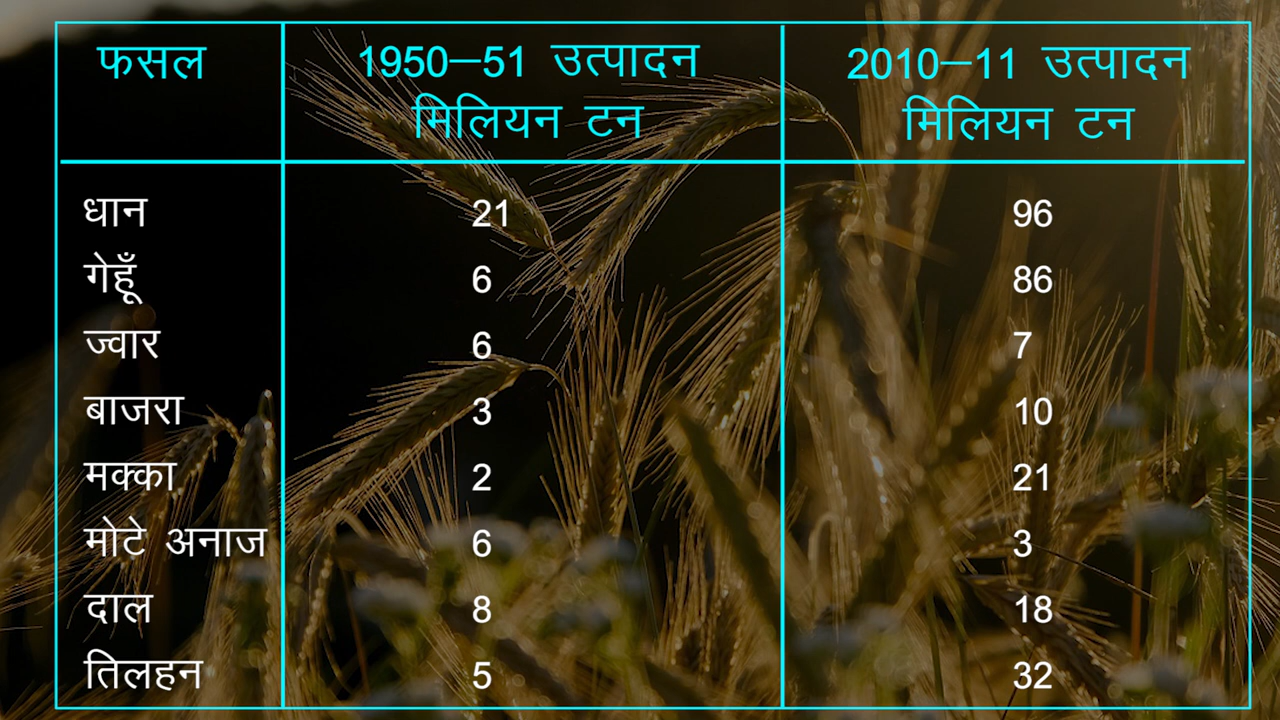 फसल 1950–51 उत्पादन मिलियन टन 2010–11 उत्पादन मिलियन टन
धान 21 96
गेहूँ 6 86
ज्वार 6 7
बाजरा 3 10
मक्का 2 21
मोटे अनाज 6 3
दाल 8 18
तिलहन 5 32